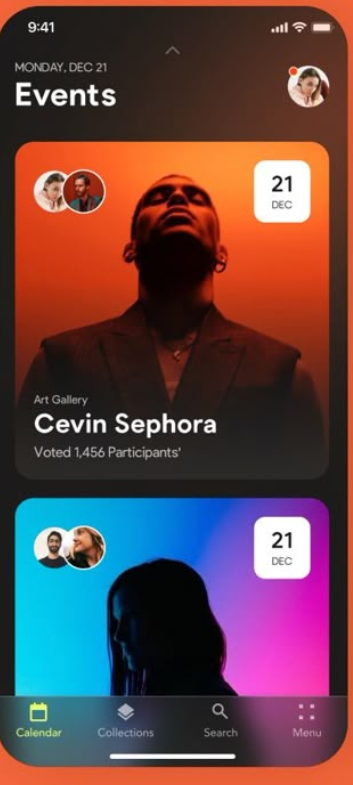 9:41
MONDAY, DEC 21
Events
21
DEC
Art Gallery
Cevin Sephora
Voted 1,456 Participants'
21
DEC
Calendar
Collections
Search
Menu